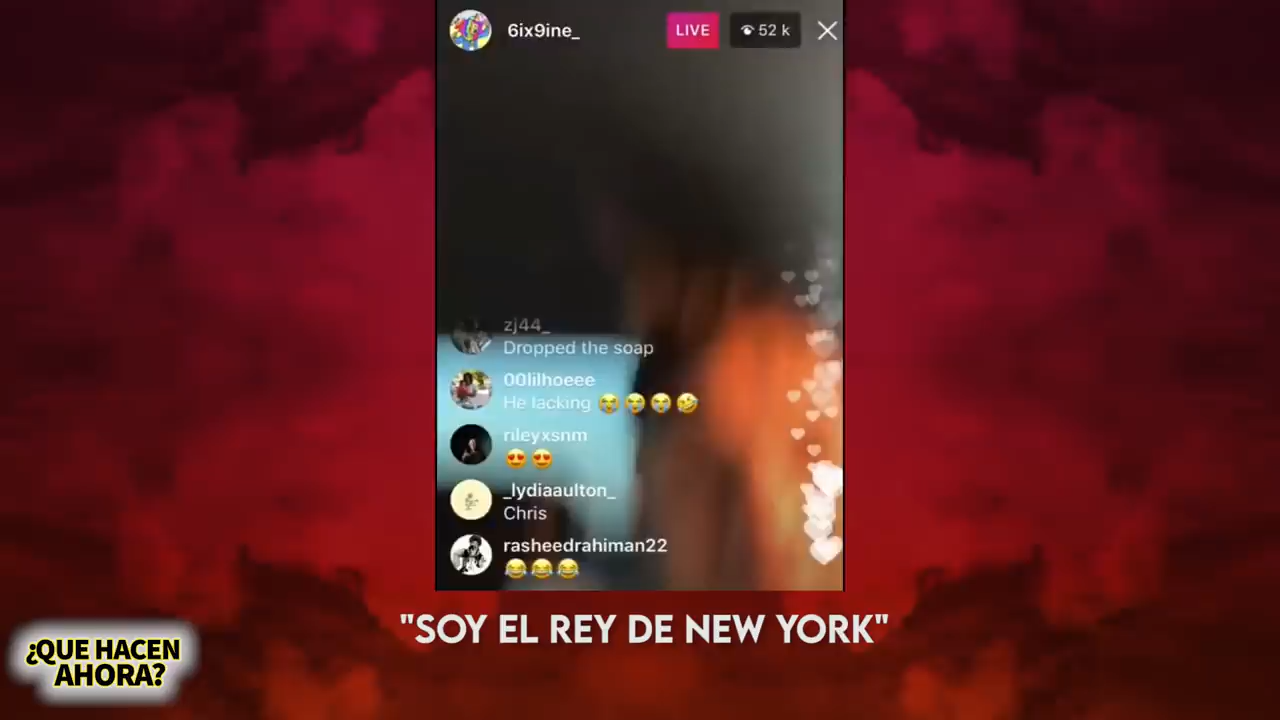 6ix9ine_
LIVE
52 k
zj44_
Dropped the soap
00lilhoeee
He lacking 😭 😭 😭 🤣
rileyxsnm
😍 😍
_lydiaaulton_
Chris
rasheedrahiman22
😂 😂 😂
"SOY EL REY DE NEW YORK"
¿QUE HACEN
AHORA?